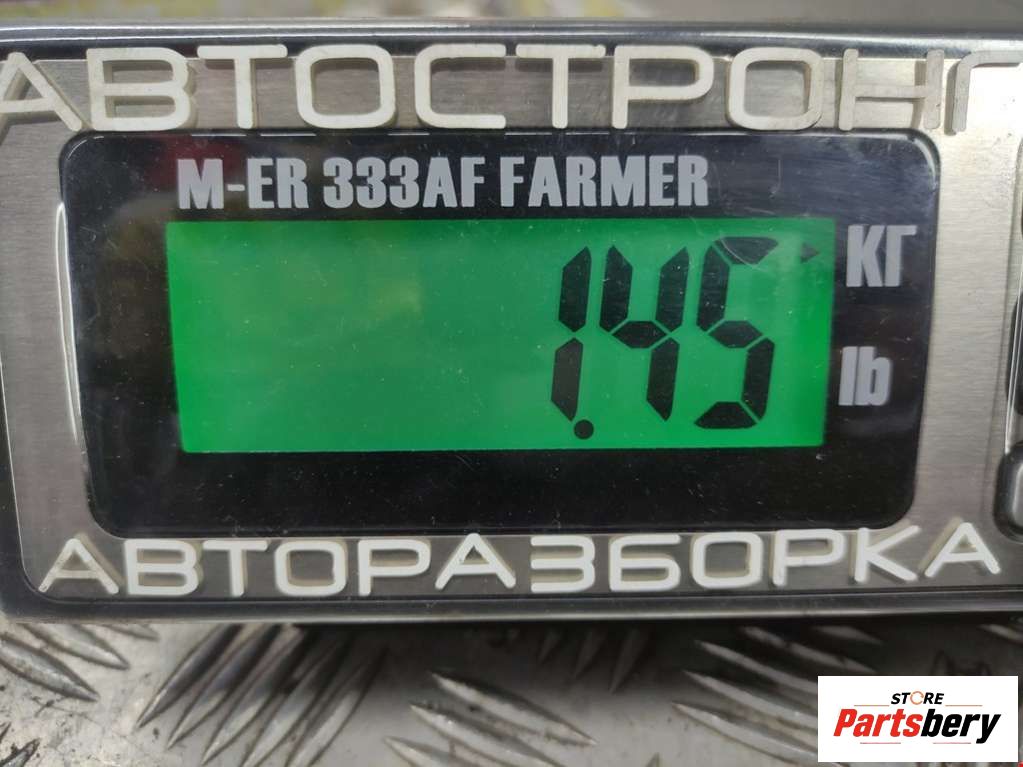 АВТОСТРОНГ
M-ER 333AF FARMER
1.45
КГ
lb
АВТОРАЗБОРКА
STORE
Partsbery